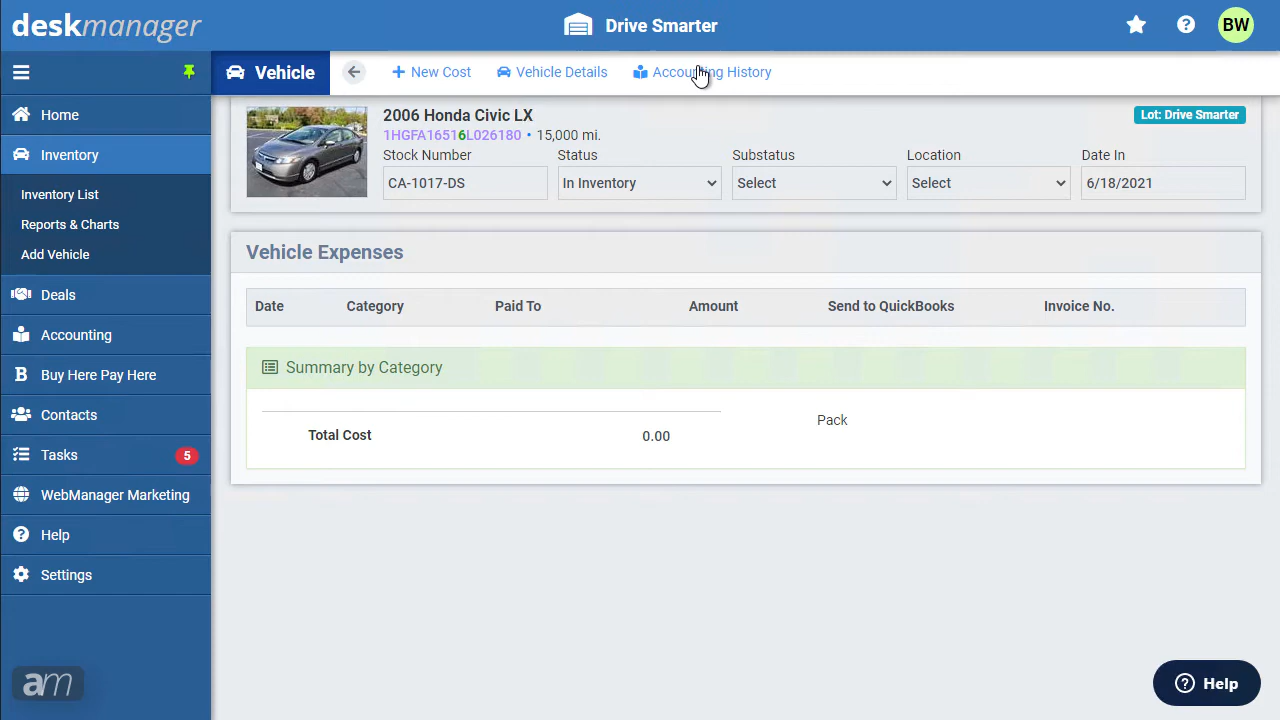 deskmanager
Drive Smarter
BW
Vehicle
New Cost
Vehicle Details
Accounting History
Home
Inventory
Inventory List
Reports & Charts
Add Vehicle
Deals
Accounting
Buy Here Pay Here
Contacts
Tasks
5
WebManager Marketing
Help
Settings
am
2006 Honda Civic LX
Lot: Drive Smarter
1HGFA16516L026180 • 15,000 mi.
Stock Number
Status
Substatus
Location
Date In
CA-1017-DS
In Inventory
Select
Select
6/18/2021
Vehicle Expenses
Date
Category
Paid To
Amount
Send to QuickBooks
Invoice No.
Summary by Category
Total Cost
0.00
Pack
Help